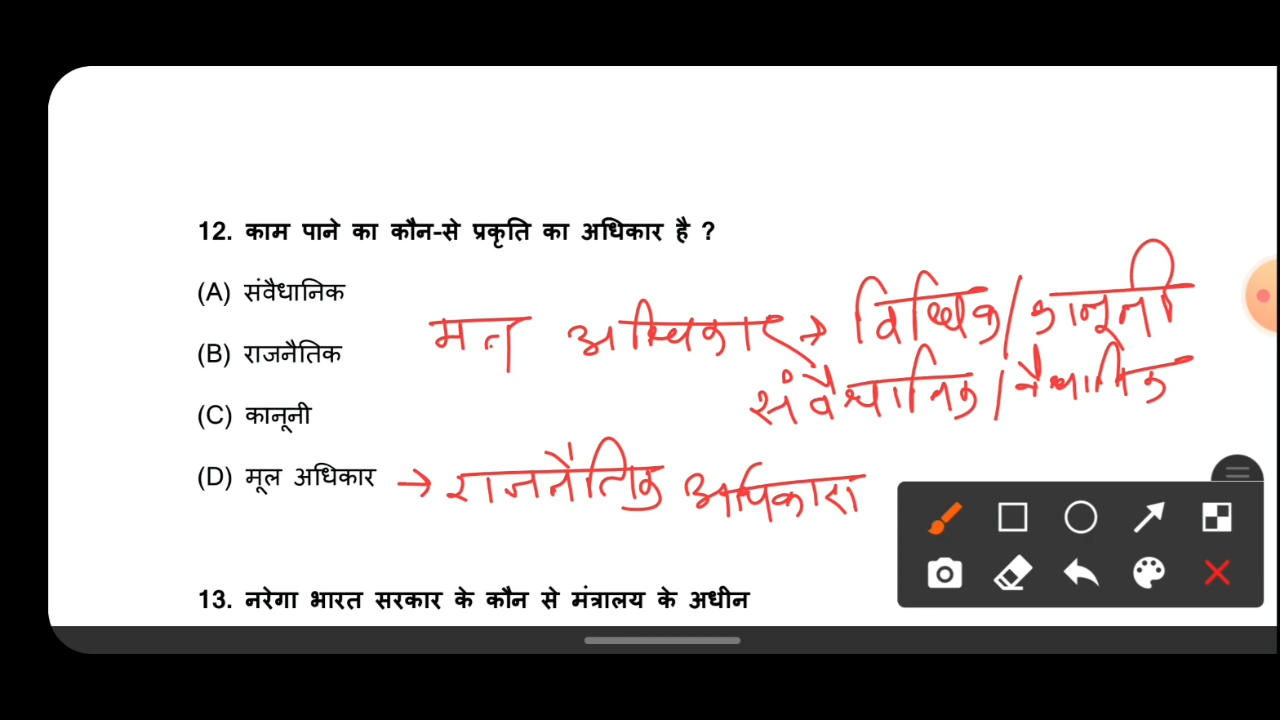 12. काम पाने का कौन-से प्रकृति का अधिकार है ?
(A) संवैधानिक
(B) राजनैतिक
(C) कानूनी
(D) मूल अधिकार → राजनैतिक अधिकार
मत अधिकार → विधिक/कानूनी
संवैधानिक/वैधानिक
13. नरेगा भारत सरकार के कौन से मंत्रालय के अधीन